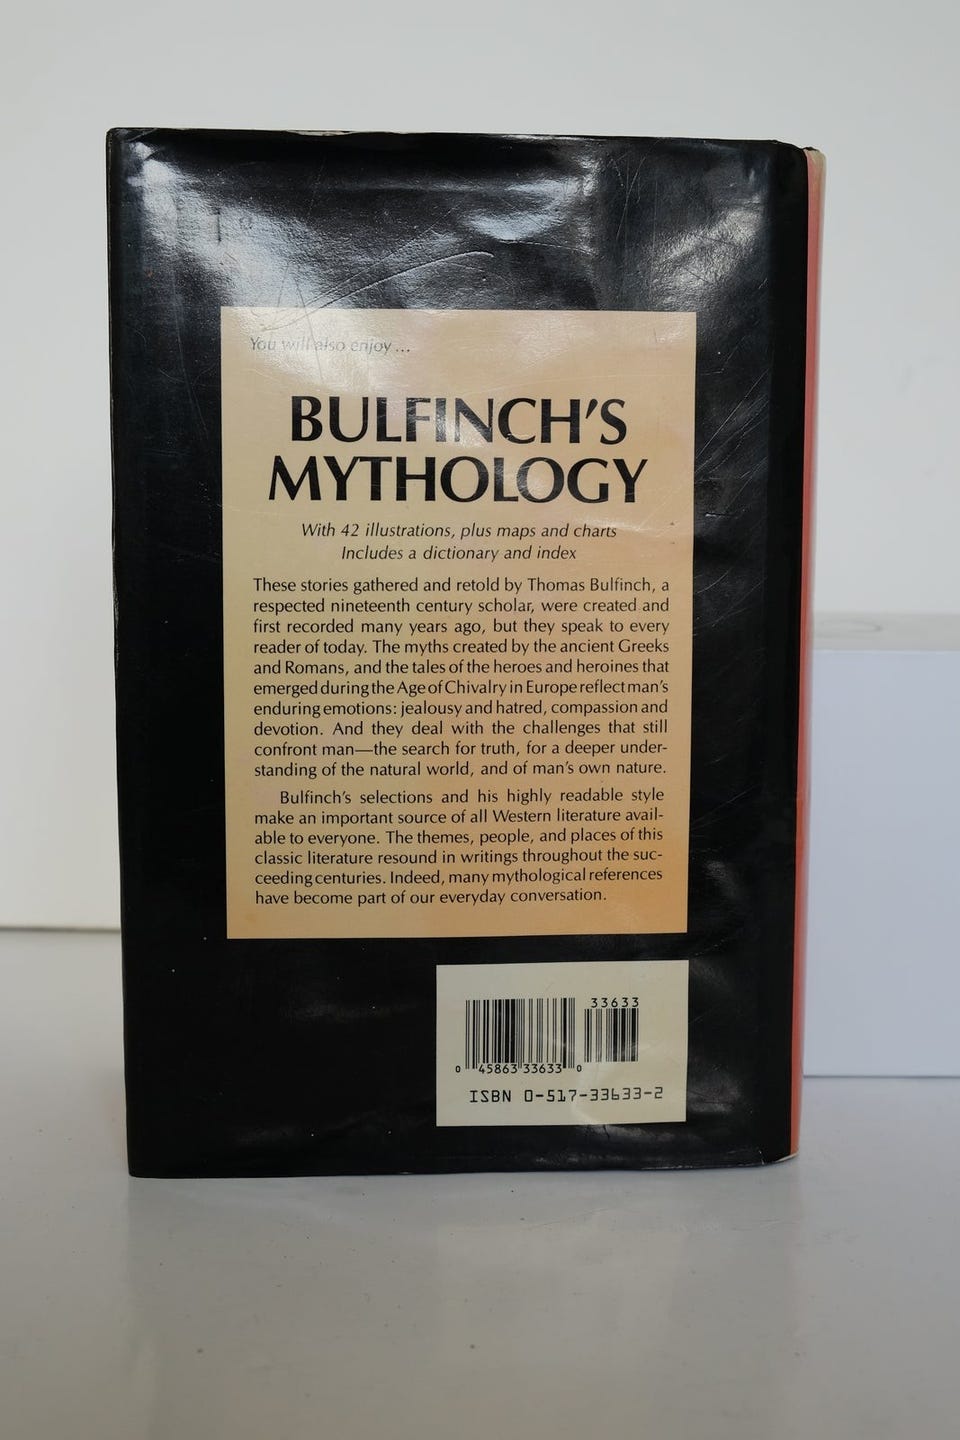 You will also enjoy ...
BULFINCH'S
MYTHOLOGY
With 42 illustrations, plus maps and charts
Includes a dictionary and index
These stories gathered and retold by Thomas Bulfinch, a
respected nineteenth century scholar, were created and
first recorded many years ago, but they speak to every
reader of today. The myths created by the ancient Greeks
and Romans, and the tales of the heroes and heroines that
emerged during the Age of Chivalry in Europe reflect man's
enduring emotions: jealousy and hatred, compassion and
devotion. And they deal with the challenges that still
confront man—the search for truth, for a deeper under-
standing of the natural world, and of man's own nature.
Bulfinch's selections and his highly readable style
make an important source of all Western literature avail-
able to everyone. The themes, people, and places of this
classic literature resound in writings throughout the suc-
ceeding centuries. Indeed, many mythological references
have become part of our everyday conversation.
33633
0 45863 33633 0
ISBN 0-517-33633-2